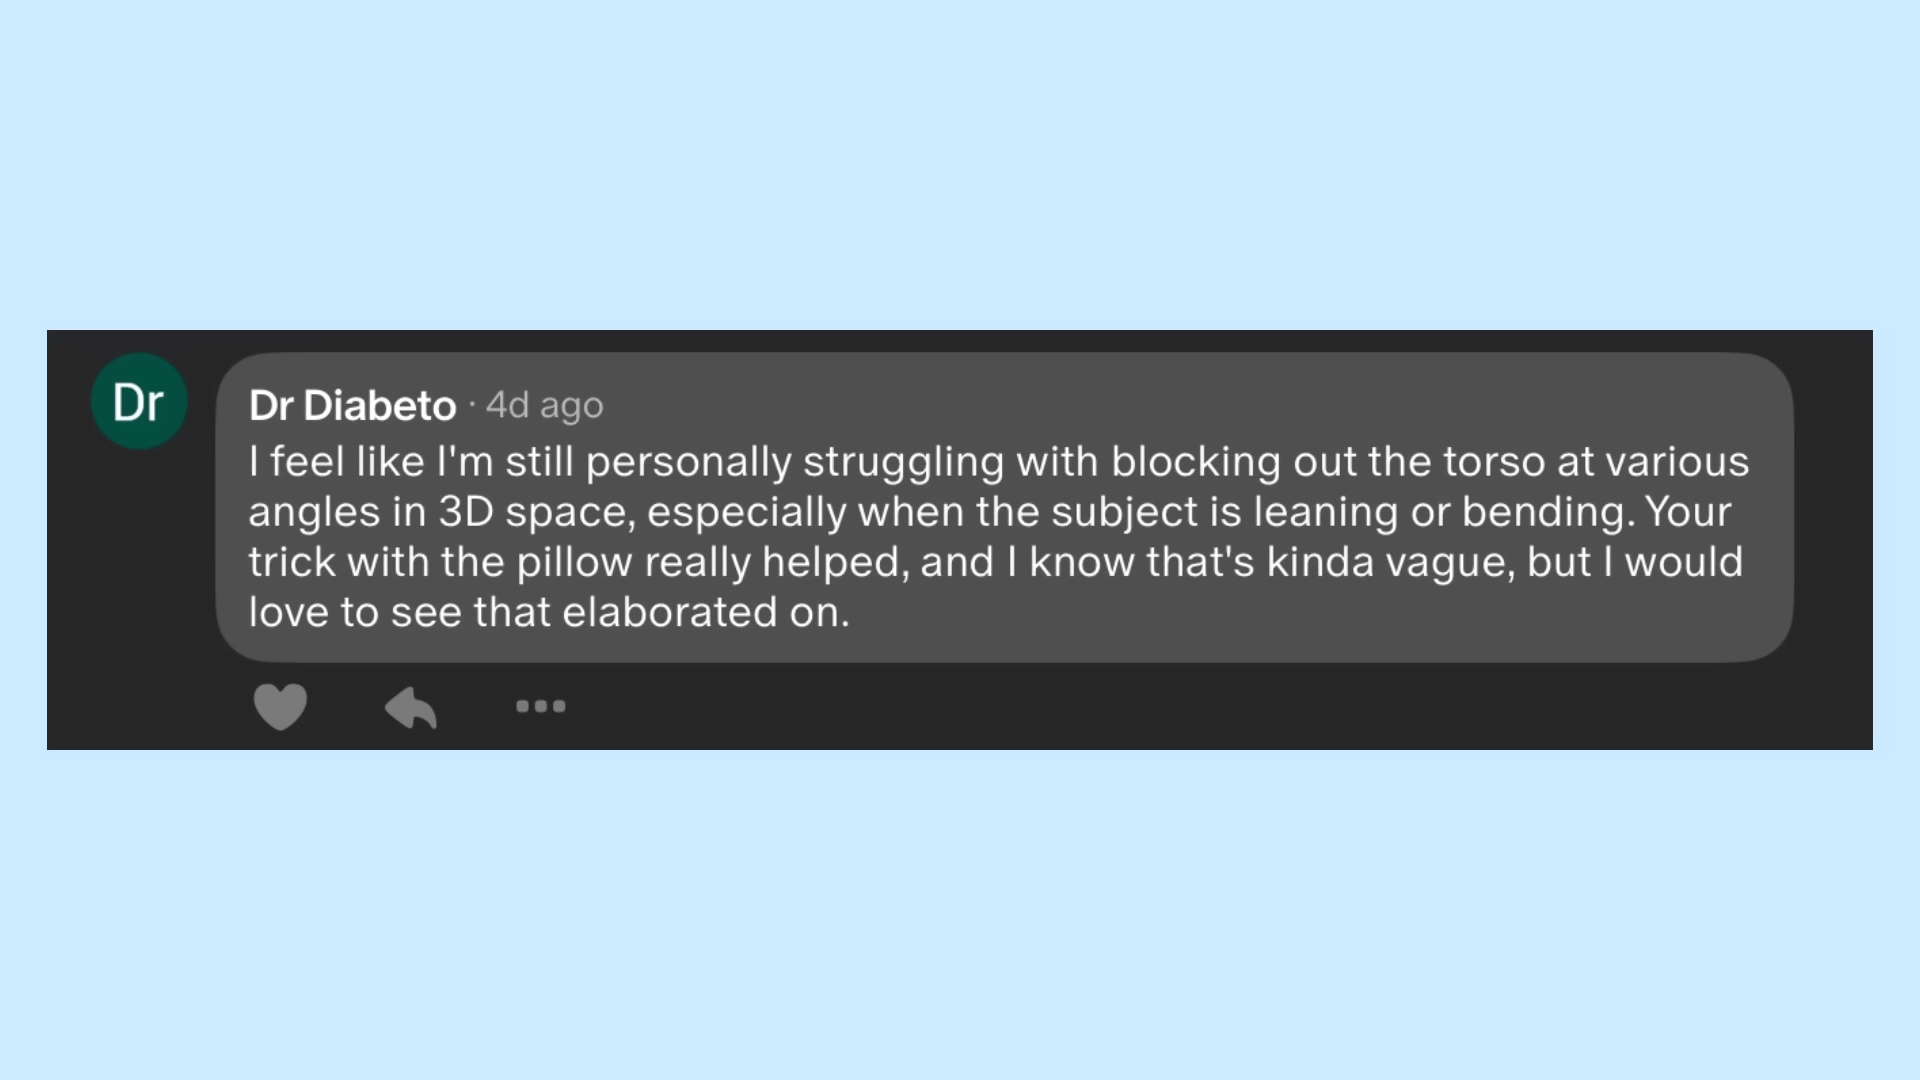 Dr
Dr Diabeto · 4d ago
I feel like I'm still personally struggling with blocking out the torso at various
angles in 3D space, especially when the subject is leaning or bending. Your
trick with the pillow really helped, and I know that's kinda vague, but I would
love to see that elaborated on.